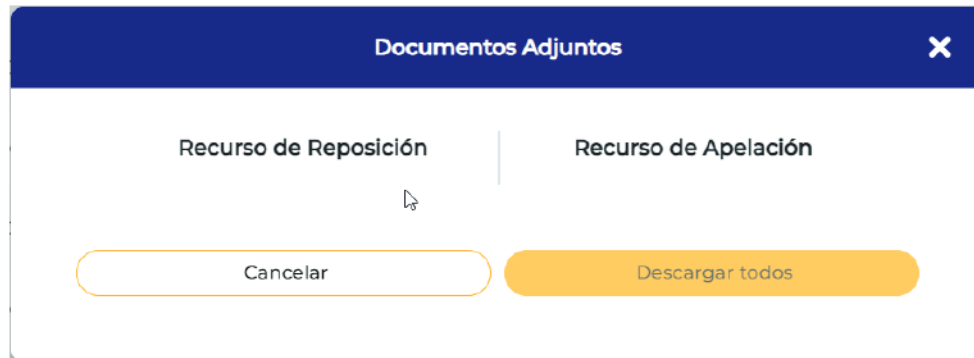 Documentos Adjuntos
Recurso de Reposición
Recurso de Apelación
Cancelar
Descargar todos